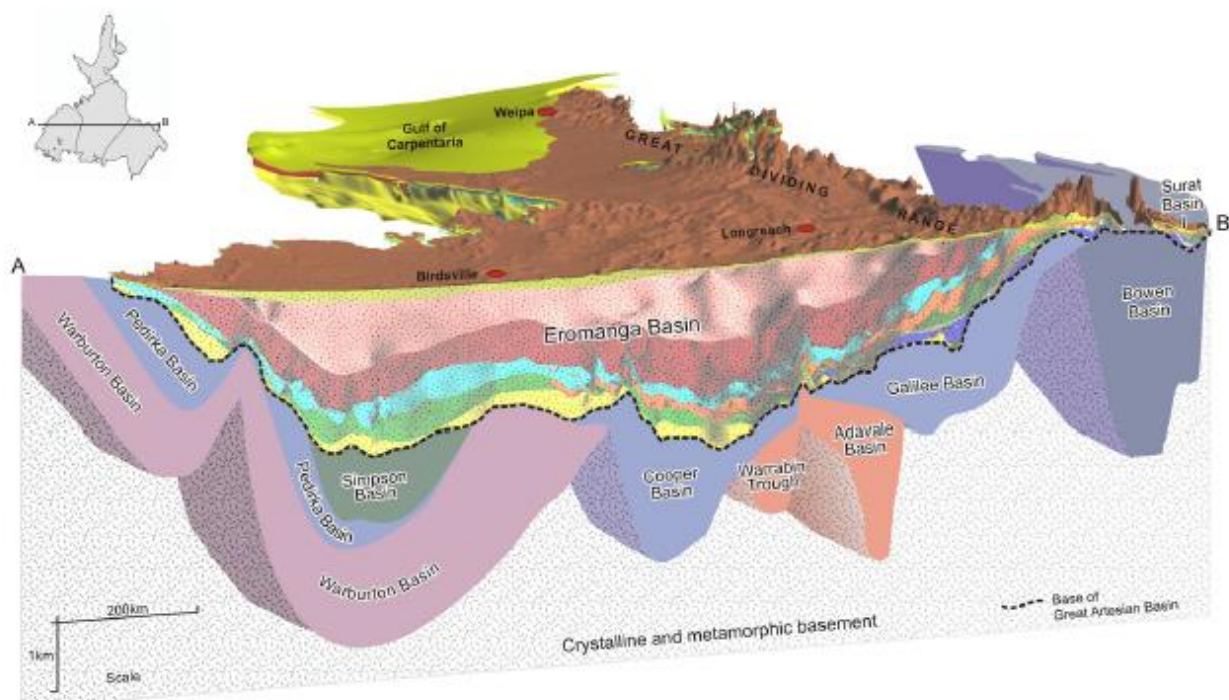 A
B
Weipa
Gulf of
Carpentaria
GREAT
DIVIDING
RANGE
Surat
Basin
Longreach
A
B
Birdsville
Eromanga Basin
Bowen
Basin
Pedirka Basin
Warburton Basin
Galilee Basin
Adavale
Basin
Simpson
Basin
Cooper
Basin
Warrabin
Trough
Pedirka Basin
Warburton Basin
200km
Base of
Great Artesian Basin
Crystalline and metamorphic basement
1km
Scale